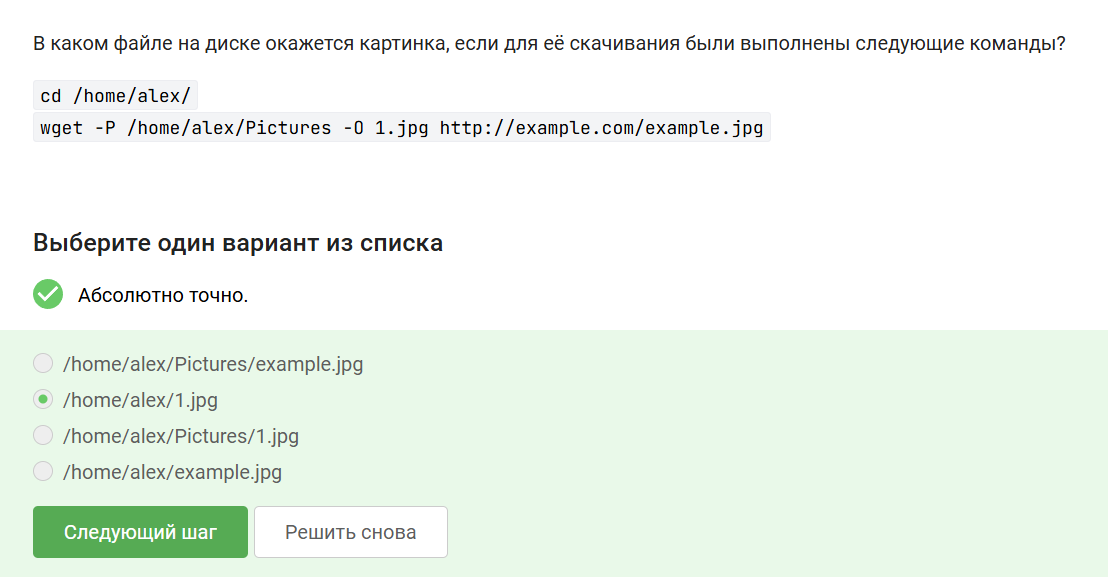 В каком файле на диске окажется картинка, если для её скачивания были выполнены следующие команды?
cd /home/alex/
wget -P /home/alex/Pictures -O 1.jpg http://example.com/example.jpg
Выберите один вариант из списка
Абсолютно точно.
/home/alex/Pictures/example.jpg
/home/alex/1.jpg
/home/alex/Pictures/1.jpg
/home/alex/example.jpg
Следующий шаг Решить снова